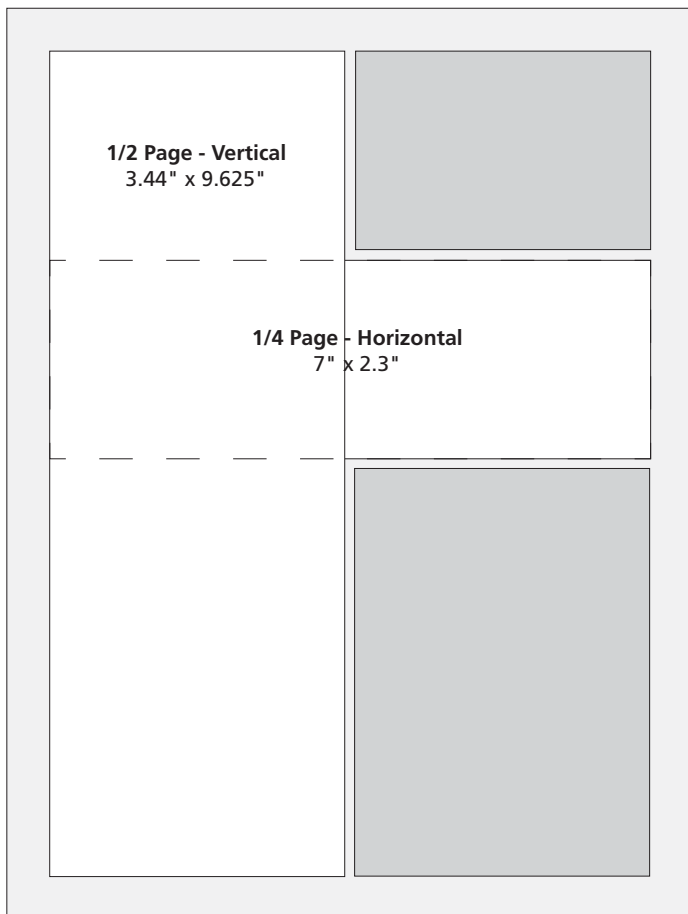 1/2 Page - Vertical
3.44" x 9.625"
1/4 Page - Horizontal
7" x 2.3"